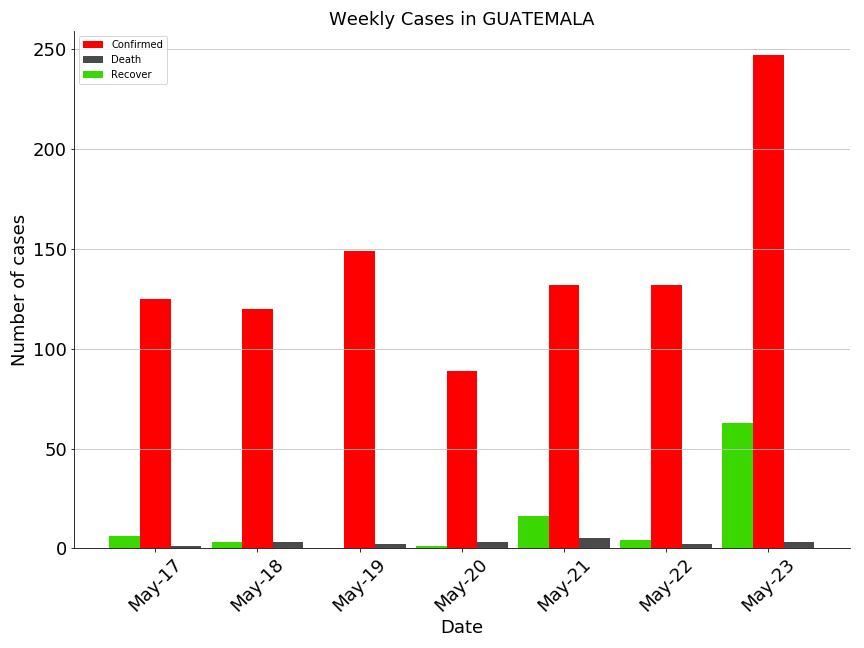 Weekly Cases in GUATEMALA
Confirmed
Death
Recover
Number of cases
250
200
150
100
50
0
May-17
May-18
May-19
May-20
May-21
May-22
May-23
Date